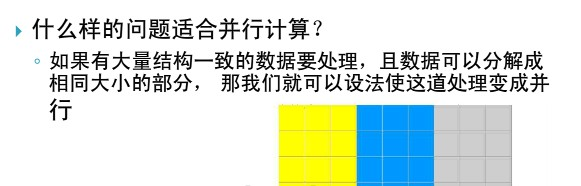 什么样的问题适合并行计算？
如果有大量结构一致的数据要处理，且数据可以分解成
相同大小的部分， 那我们就可以设法使这道处理变成并
行